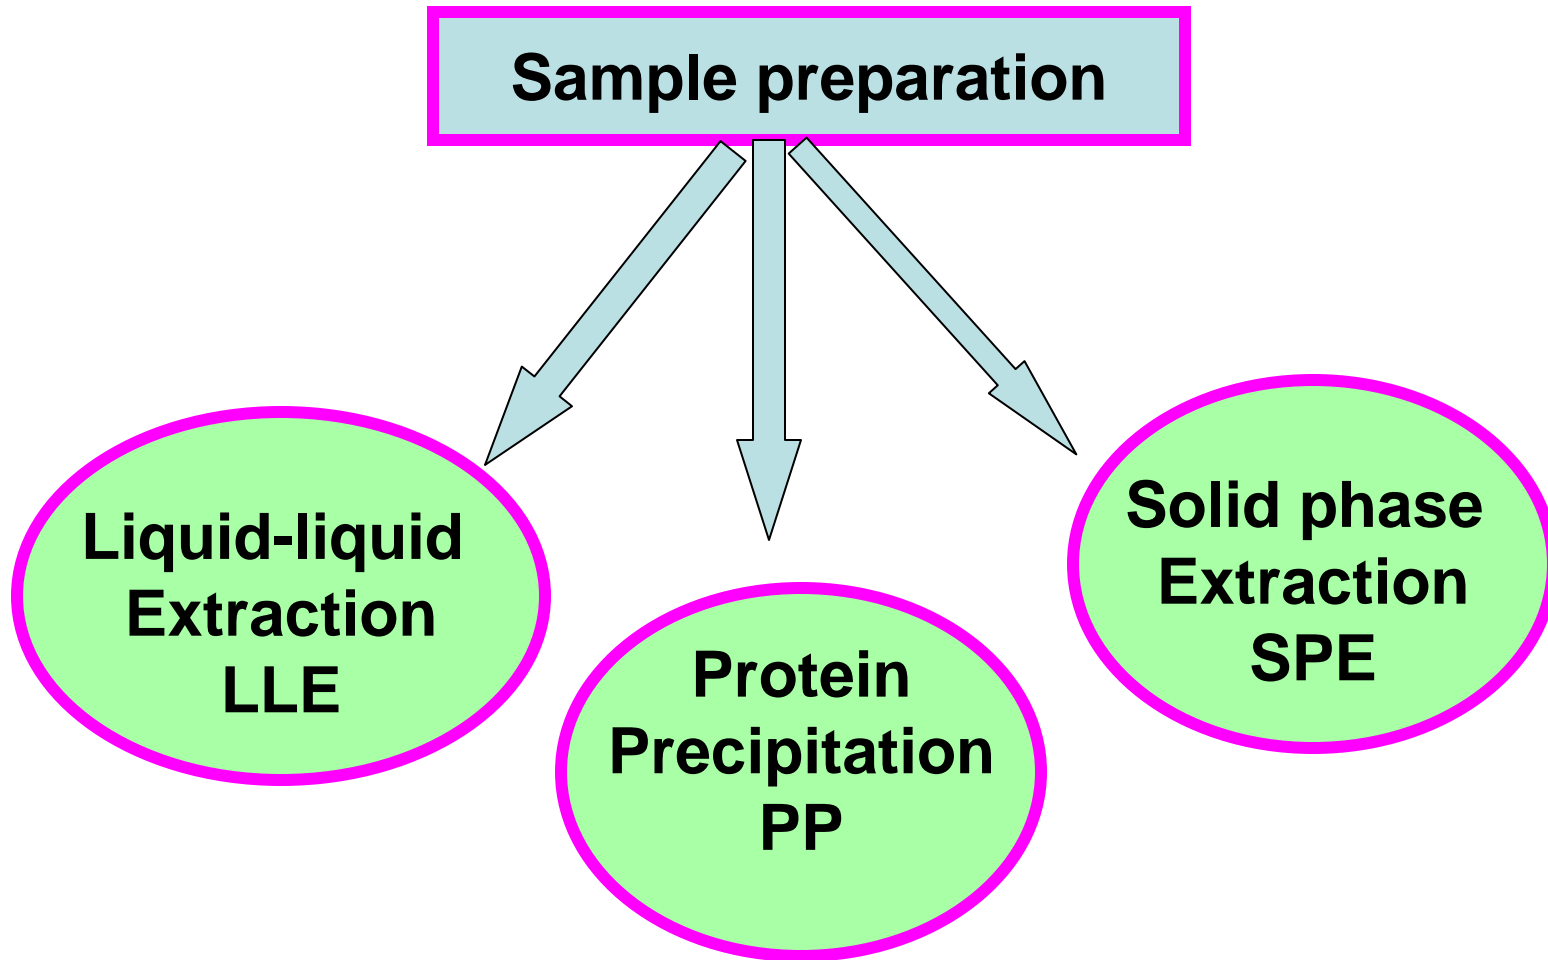 Sample preparation
Liquid-liquid
Extraction
LLE
Protein
Precipitation
PP
Solid phase
Extraction
SPE